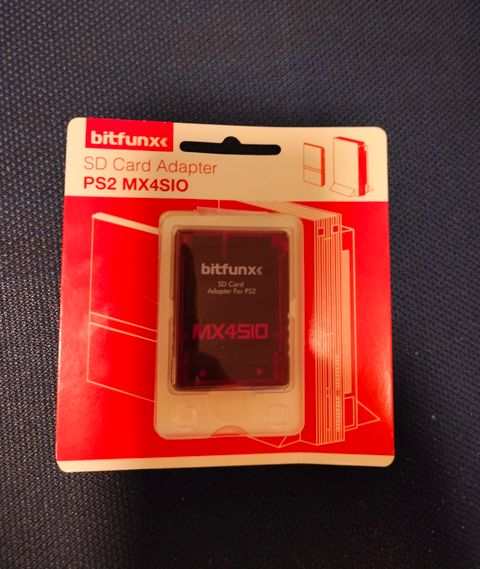 bitfunx
SD Card Adapter
PS2 MX4SIO
bitfunx
SD Card
Adapter For PS2
MX4SIO